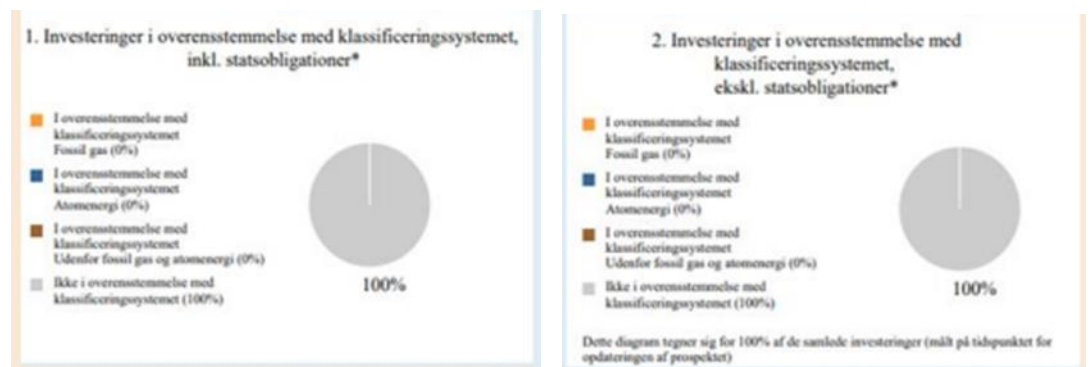 1. Investeringer i overensstemmelse med klassificeringssystemet,
inkl. statsobligationer*
I overensstemmelse med
klassificeringssystemet
Fossil gas (0%)
I overensstemmelse med
klassificeringssystemet
Atomenergi (0%)
I overensstemmelse med
klassificeringssystemet
Udenfor fossil gas og atomenergi (0%)
Ikke i overensstemmelse med
klassificeringssystemet (100%)
100%
2. Investeringer i overensstemmelse med
klassificeringssystemet,
ekskl. statsobligationer*
I overensstemmelse med
klassificeringssystemet
Fossil gas (0%)
I overensstemmelse med
klassificeringssystemet
Atomenergi (0%)
I overensstemmelse med
klassificeringssystemet
Udenfor fossil gas og atomenergi (0%)
Ikke i overensstemmelse med
klassificeringssystemet (100%)
100%
Dette diagram tegner sig for 100% af de samlede investeringer (målt på tidspunktet for
opdateringen af prospektet)